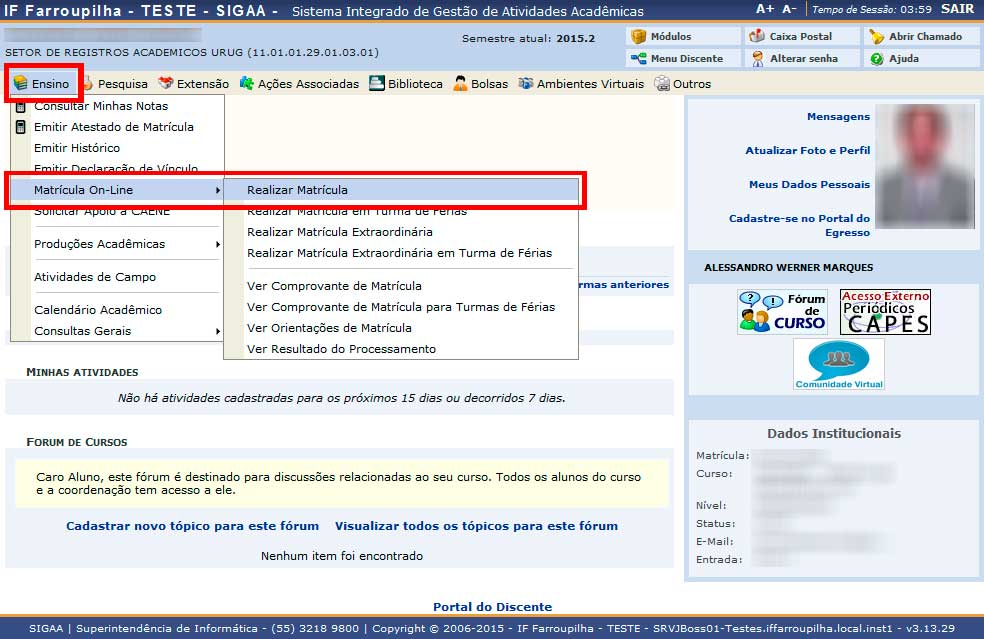 IF Farroupilha - TESTE - SIGAA - Sistema Integrado de Gestão de Atividades Acadêmicas
A+ A- Tempo de Sessão: 03:59 SAIR
SETOR DE REGISTROS ACADEMICOS URUG (11.01.01.29.01.03.01)
Semestre atual: 2015.2
Módulos Caixa Postal Abrir Chamado
Menu Discente Alterar senha Ajuda
Ensino Pesquisa Extensão Ações Associadas Biblioteca Bolsas Ambientes Virtuais Outros
Consultar Minhas Notas
Emitir Atestado de Matrícula
Emitir Histórico
Emitir Declaração de Vínculo
Matrícula On-Line
Solicitar Apoio a CAENE
Produções Acadêmicas
Atividades de Campo
Calendário Acadêmico
Consultas Gerais
Realizar Matrícula
Realizar Matrícula em Turma de Férias
Realizar Matrícula Extraordinária
Realizar Matrícula Extraordinária em Turma de Férias
Ver Comprovante de Matrícula
Ver Comprovante de Matrícula para Turmas de Férias
Ver Orientações de Matrícula
Ver Resultado do Processamento
rmas anteriores
MINHAS ATIVIDADES
Não há atividades cadastradas para os próximos 15 dias ou decorridos 7 dias.
FORUM DE CURSOS
Caro Aluno, este fórum é destinado para discussões relacionadas ao seu curso. Todos os alunos do curso
e a coordenação tem acesso a ele.
Cadastrar novo tópico para este fórum Visualizar todos os tópicos para este fórum
Nenhum item foi encontrado
Mensagens
Atualizar Foto e Perfil
Meus Dados Pessoais
Cadastre-se no Portal do
Egresso
ALESSANDRO WERNER MARQUES
Fórum
de
CURSO
Acesso Externo
Periódicos
CAPES
Comunidade Virtual
Dados Institucionais
Matrícula:
Curso:
Nível:
Status:
E-Mail:
Entrada:
Portal do Discente
SIGAA | Superintendência de Informática - (55) 3218 9800 | Copyright © 2006-2015 - IF Farroupilha - TESTE - SRVJBoss01-Testes.iffarroupilha.local.inst1 - v3.13.29